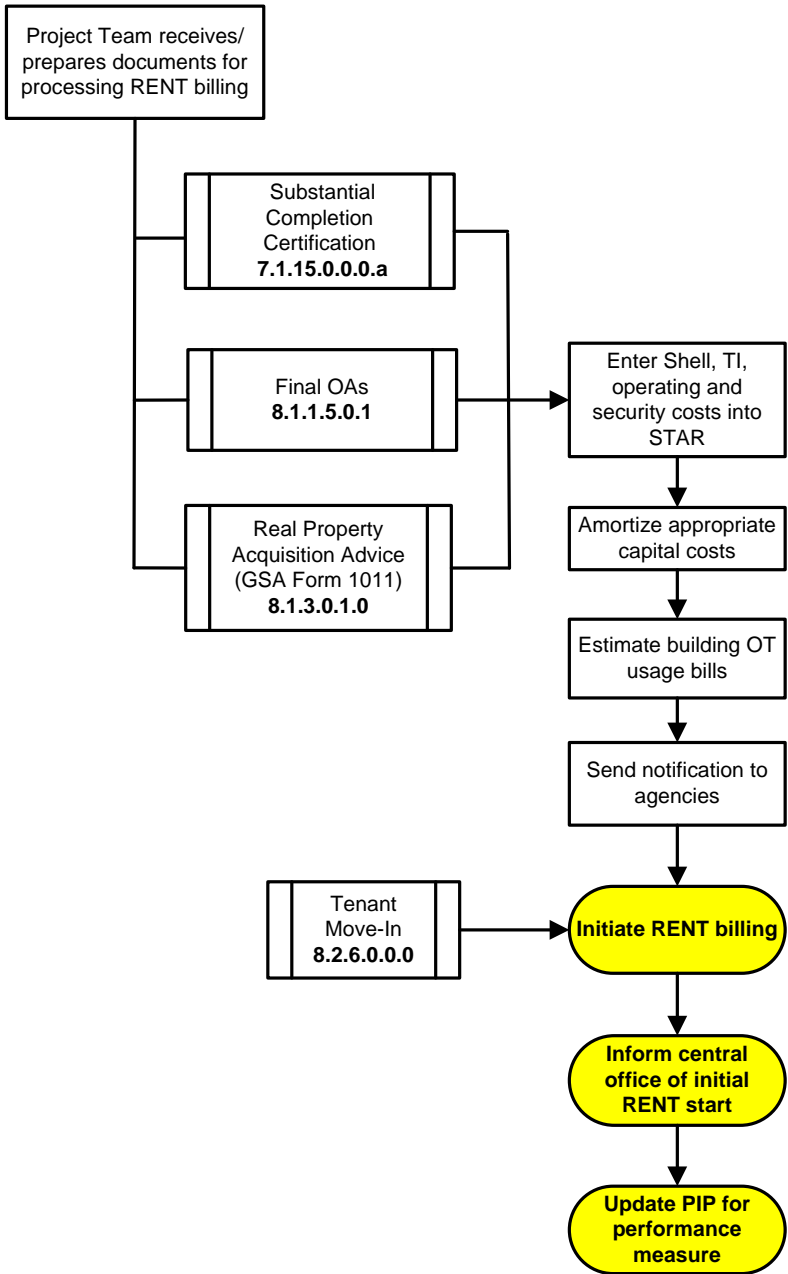 Project Team receives/
prepares documents for
processing RENT billing
Substantial
Completion
Certification
7.1.15.0.0.0.a
Final OAs
8.1.1.5.0.1
Real Property
Acquisition Advice
(GSA Form 1011)
8.1.3.0.1.0
Enter Shell, TI,
operating and
security costs into
STAR
Amortize appropriate
capital costs
Estimate building OT
usage bills
Send notification to
agencies
Tenant
Move-In
8.2.6.0.0.0
Initiate RENT billing
Inform central
office of initial
RENT start
Update PIP for
performance
measure